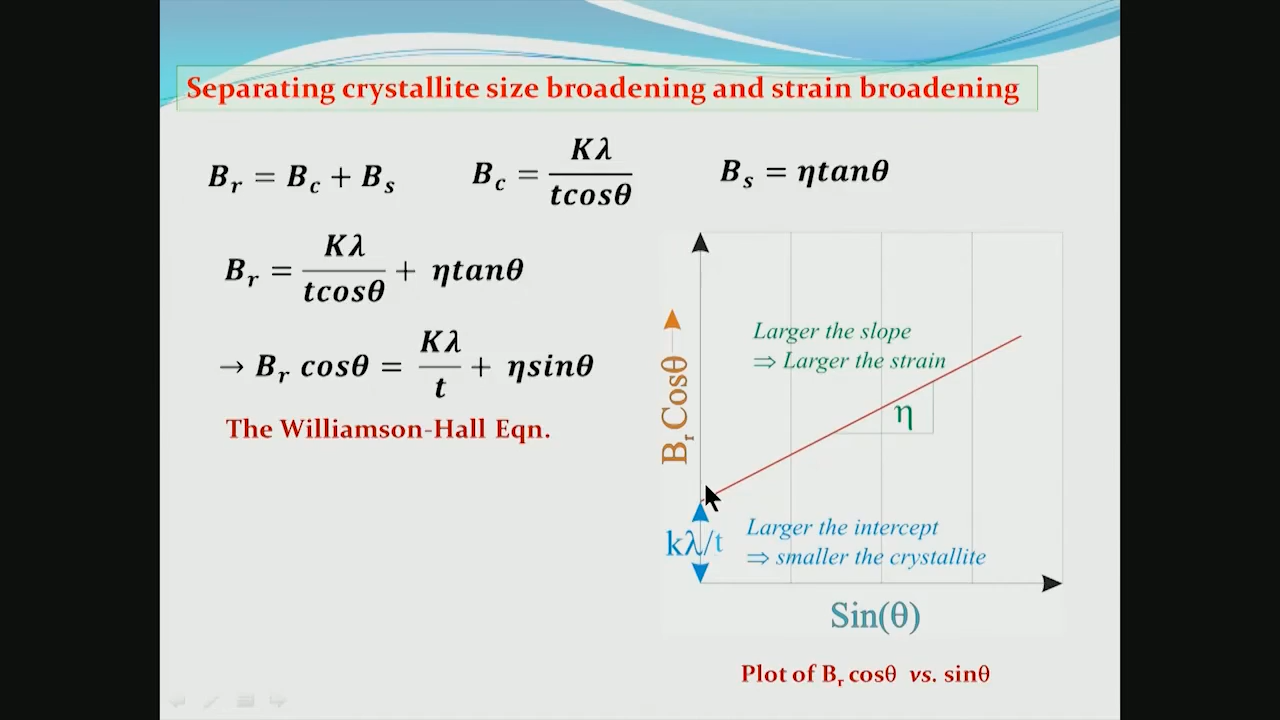 Separating crystallite size broadening and strain broadening
B_r = B_c + B_s
B_c = Kλ / tcosθ
B_s = ηtanθ
B_r = Kλ / tcosθ + ηtanθ
→ B_r cosθ = Kλ / t + ηsinθ
The Williamson-Hall Eqn.
B_r Cosθ
Larger the slope
⇒ Larger the strain
η
kλ/t
Larger the intercept
⇒ smaller the crystallite
Sin(θ)
Plot of B_r cosθ vs. sinθ